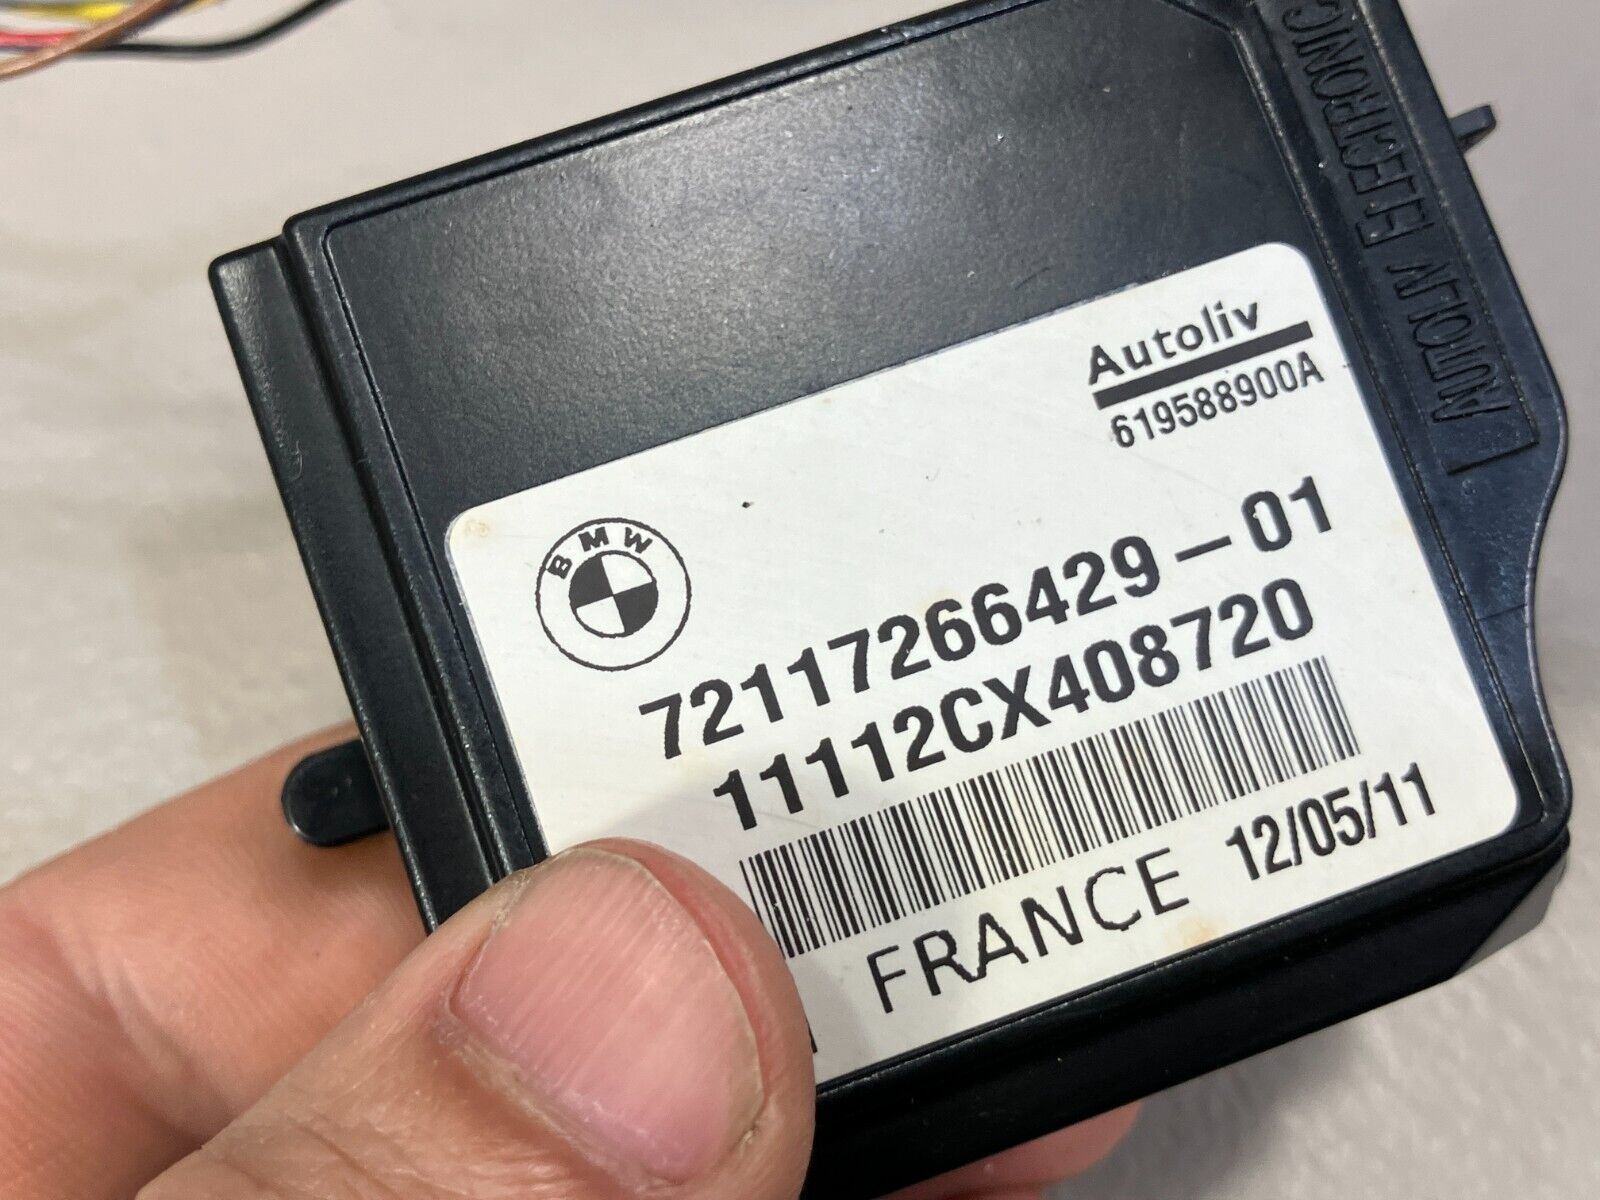 AUTOLIV ELECTRONIC
Autoliv
619588900A
BMW
72117266429-01
11112CX408720
FRANCE 12/05/11